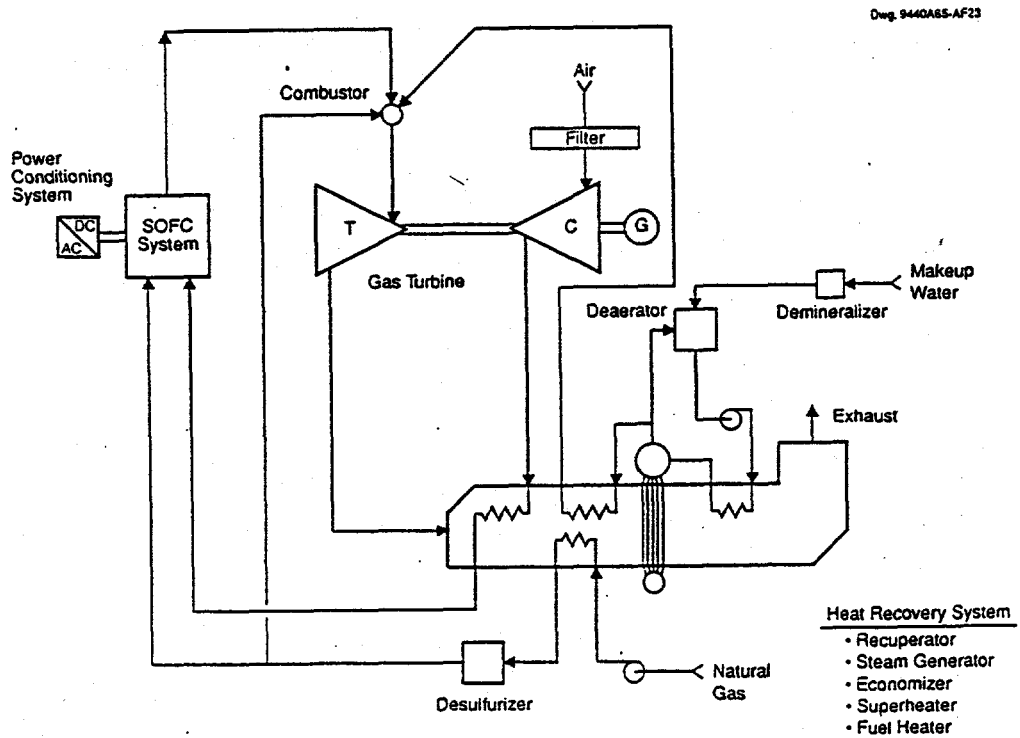 Dwg. 9440A65-AF23
Air
Combustor
Filter
Power
Conditioning
System
DC
AC
SOFC
System
T
C
G
Gas Turbine
Makeup
Water
Deaerator
Demineralizer
Exhaust
Heat Recovery System
• Recuperator
• Steam Generator
• Economizer
• Superheater
• Fuel Heater
Natural
Gas
Desulfurizer